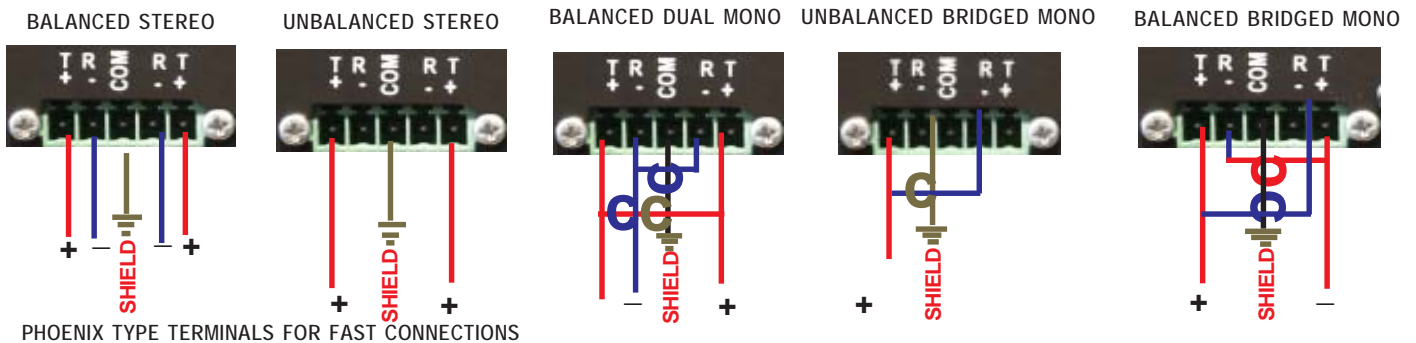 BALANCED STEREO
UNBALANCED STEREO
BALANCED DUAL MONO
UNBALANCED BRIDGED MONO
BALANCED BRIDGED MONO
T R COM R T
+ - - +
T R COM R T
+ - - +
T R COM R T
+ - - +
T R COM R T
+ - - +
T R COM R T
+ - - +
+ – SHIELD – +
+ SHIELD +
C
C C
– SHIELD +
C
+ SHIELD
C
C
+ SHIELD –
PHOENIX TYPE TERMINALS FOR FAST CONNECTIONS